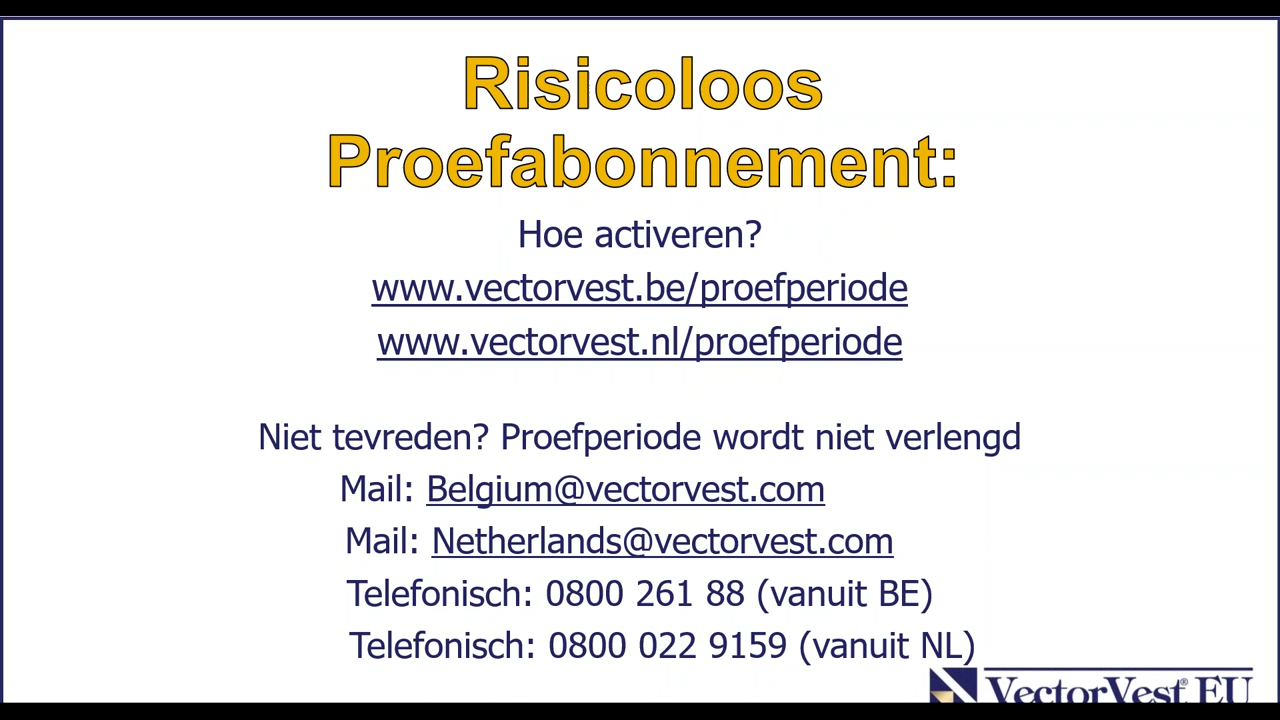 Risicoloos
Proefabonnement:
Hoe activeren?
www.vectorvest.be/proefperiode
www.vectorvest.nl/proefperiode
Niet tevreden? Proefperiode wordt niet verlengd
Mail: Belgium@vectorvest.com
Mail: Netherlands@vectorvest.com
Telefonisch: 0800 261 88 (vanuit BE)
Telefonisch: 0800 022 9159 (vanuit NL)
VectorVest® EU